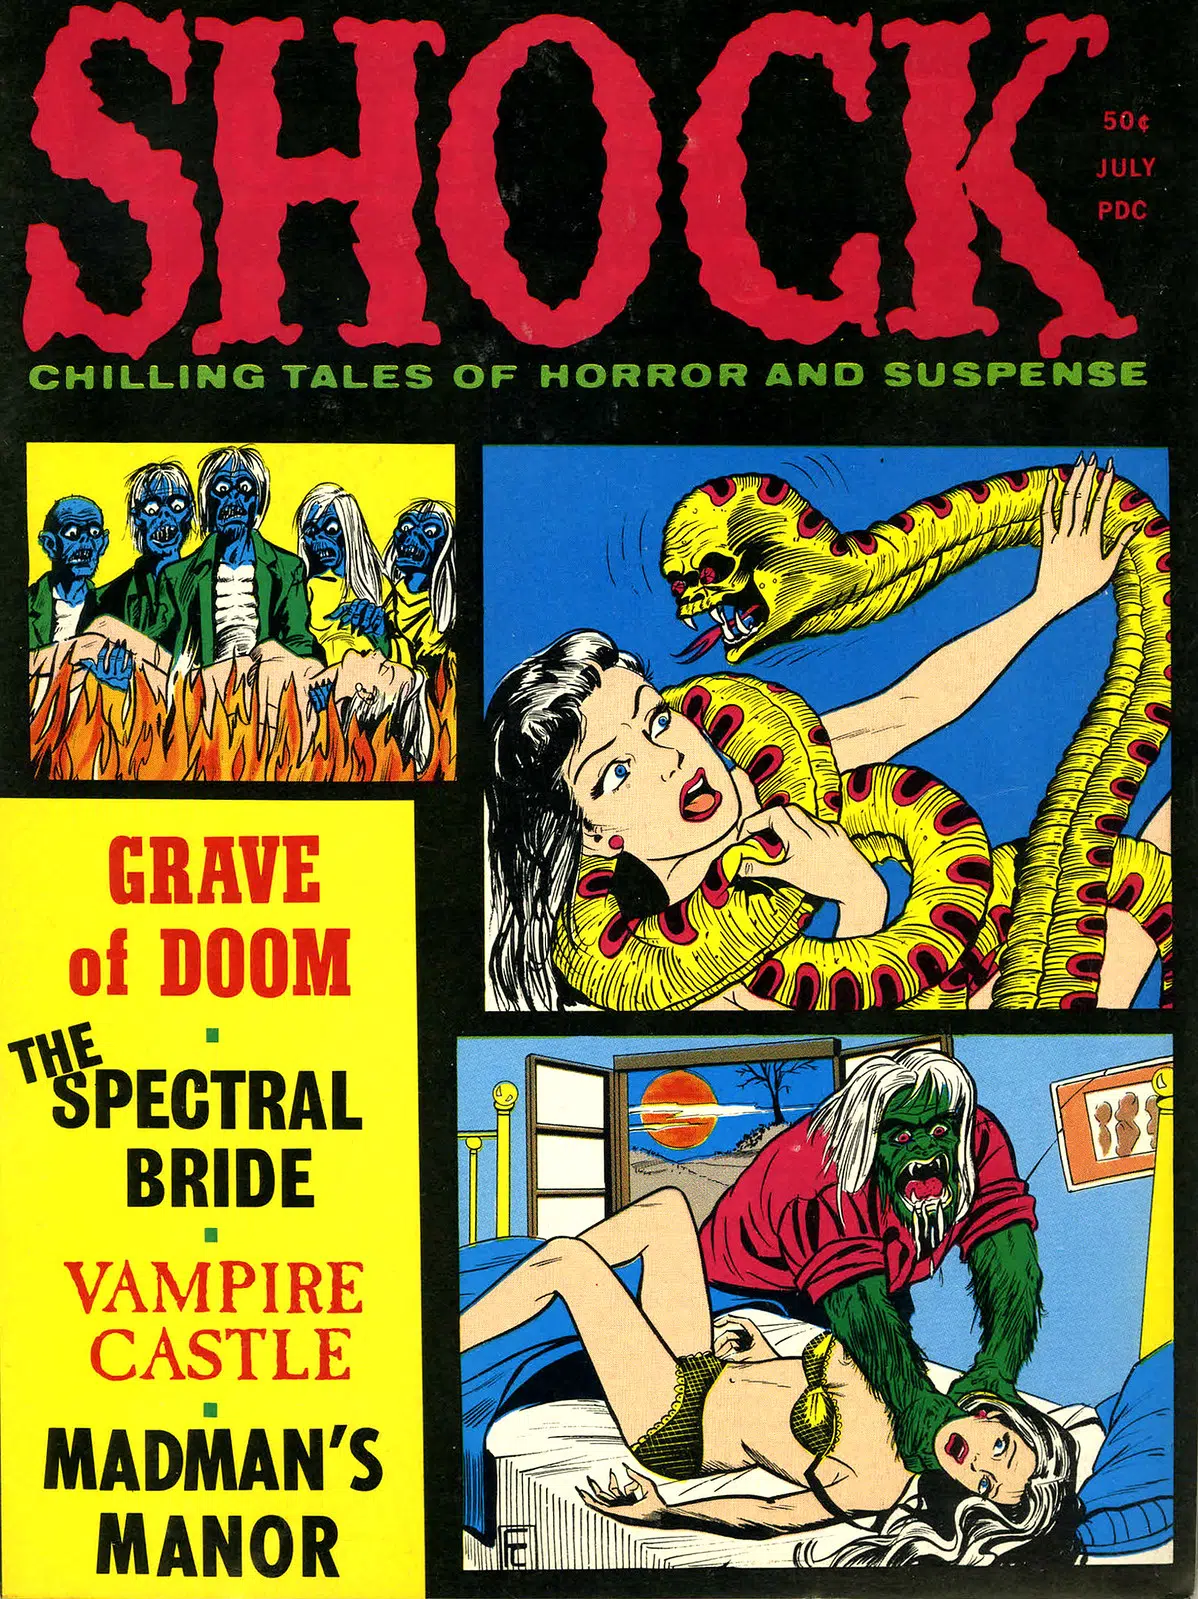 SHOCK
50¢
JULY
PDC
CHILLING TALES OF HORROR AND SUSPENSE
GRAVE
of DOOM
THE
SPECTRAL
BRIDE
VAMPIRE
CASTLE
MADMAN'S
MANOR
FC